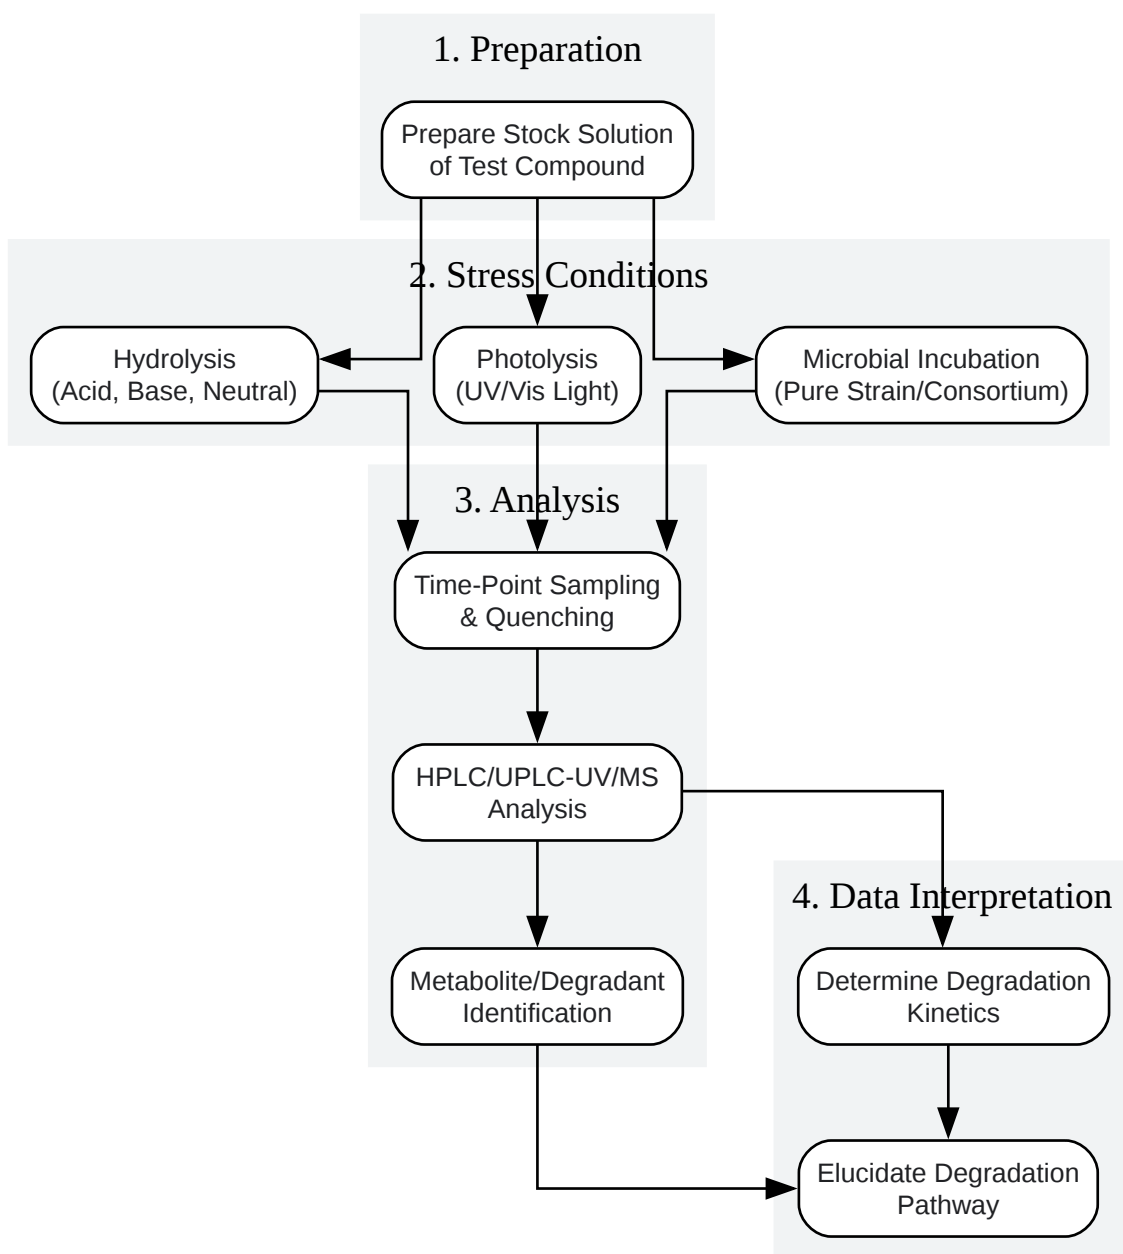 1. Preparation
Prepare Stock Solution
of Test Compound
2. Stress Conditions
Hydrolysis
(Acid, Base, Neutral)
Photolysis
(UV/Vis Light)
Microbial Incubation
(Pure Strain/Consortium)
3. Analysis
Time-Point Sampling
& Quenching
HPLC/UPLC-UV/MS
Analysis
4. Data Interpretation
Metabolite/Degradant
Identification
Determine Degradation
Kinetics
Elucidate Degradation
Pathway